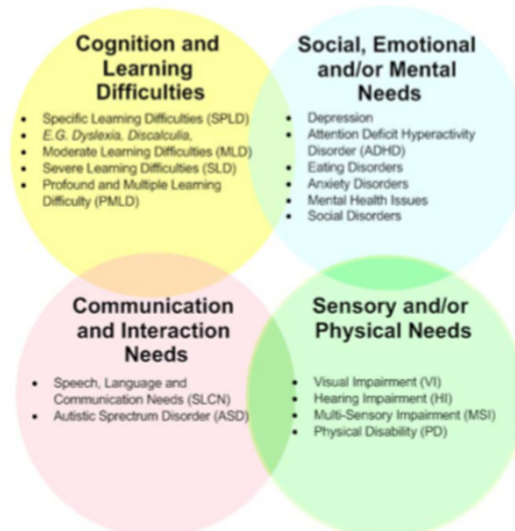 Cognition and
Learning
Difficulties
• Specific Learning Difficulties (SPLD)
• E.G. Dyslexia, Discalculia,
• Moderate Learning Difficulties (MLD)
• Severe Learning Difficulties (SLD)
• Profound and Multiple Learning
Difficulty (PMLD)
Social, Emotional
and/or Mental
Needs
• Depression
• Attention Deficit Hyperactivity
Disorder (ADHD)
• Eating Disorders
• Anxiety Disorders
• Mental Health Issues
• Social Disorders
Communication
and Interaction
Needs
• Speech, Language and
Communication Needs (SLCN)
• Autistic Sprectrum Disorder (ASD)
Sensory and/or
Physical Needs
• Visual Impairment (VI)
• Hearing Impairment (HI)
• Multi-Sensory Impairment (MSI)
• Physical Disability (PD)